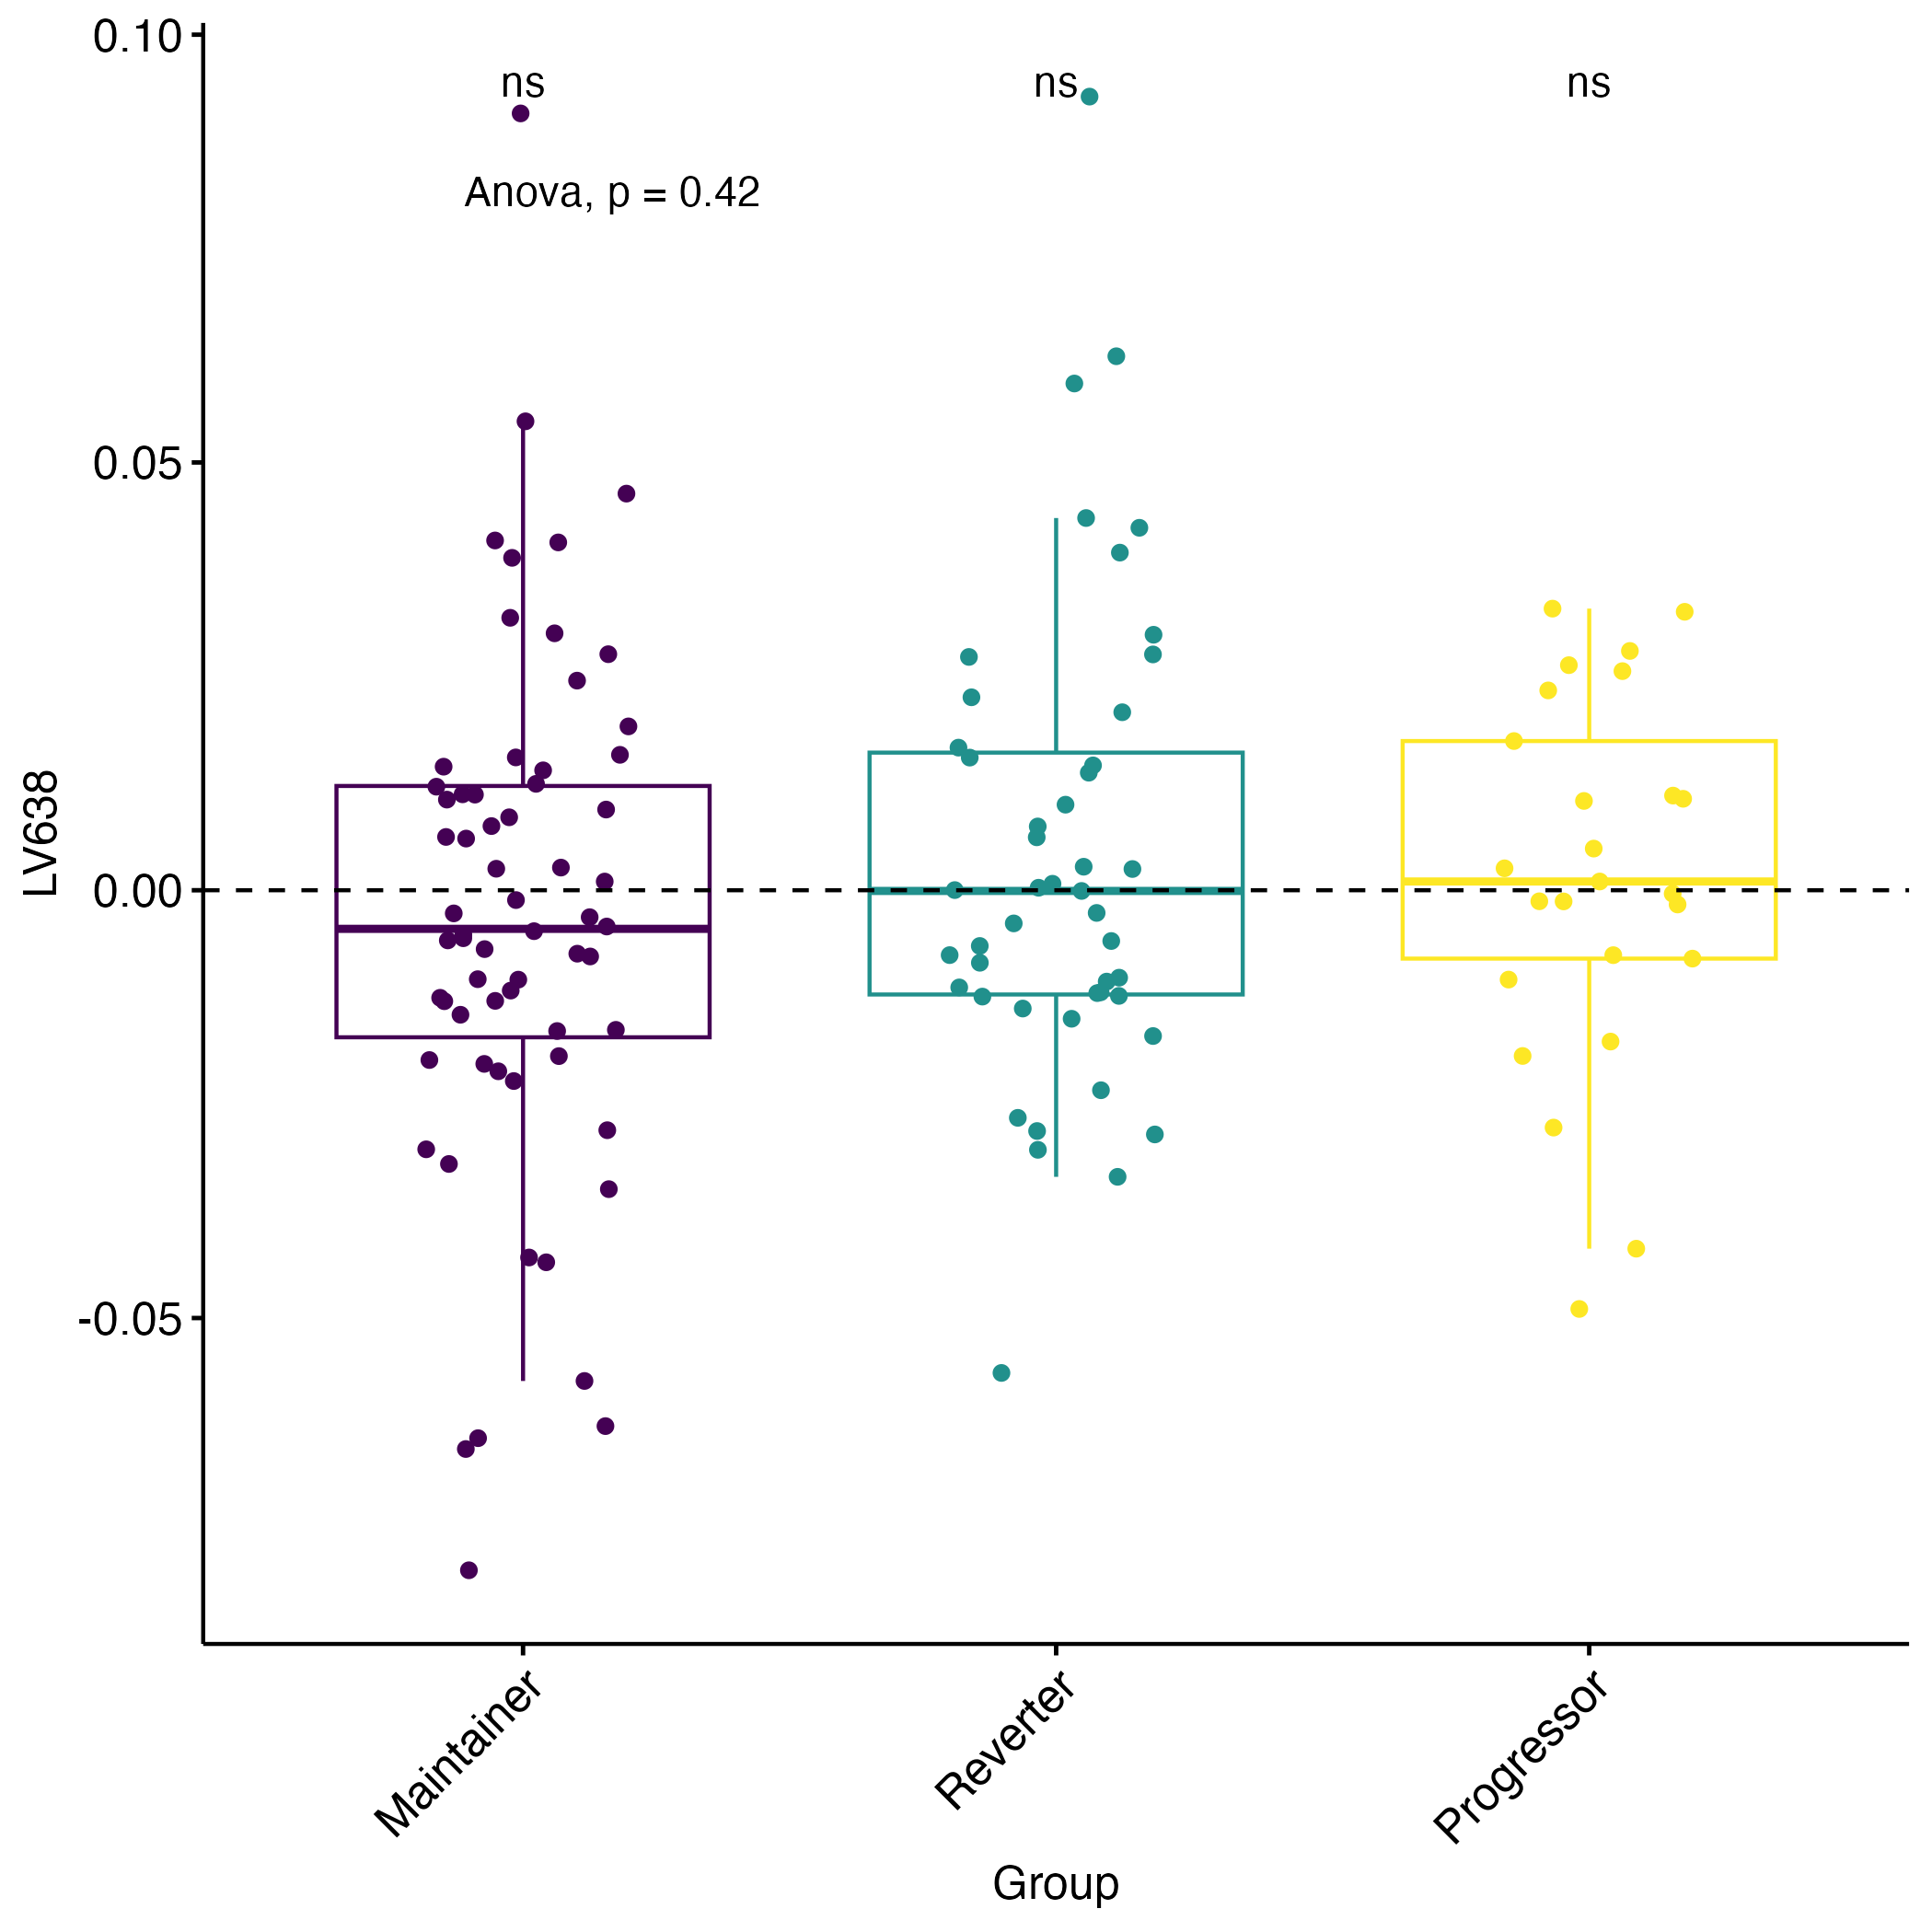 0.10
ns
ns
ns
Anova, p = 0.42
0.05
LV638
0.00
-0.05
Maintainer
Reverter
Progressor
Group